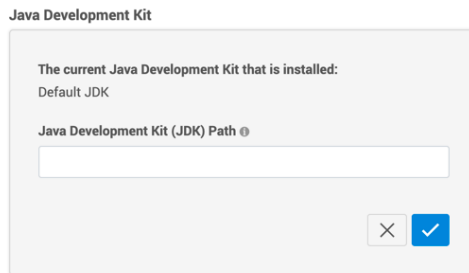 Java Development Kit
The current Java Development Kit that is installed:
Default JDK
Java Development Kit (JDK) Path